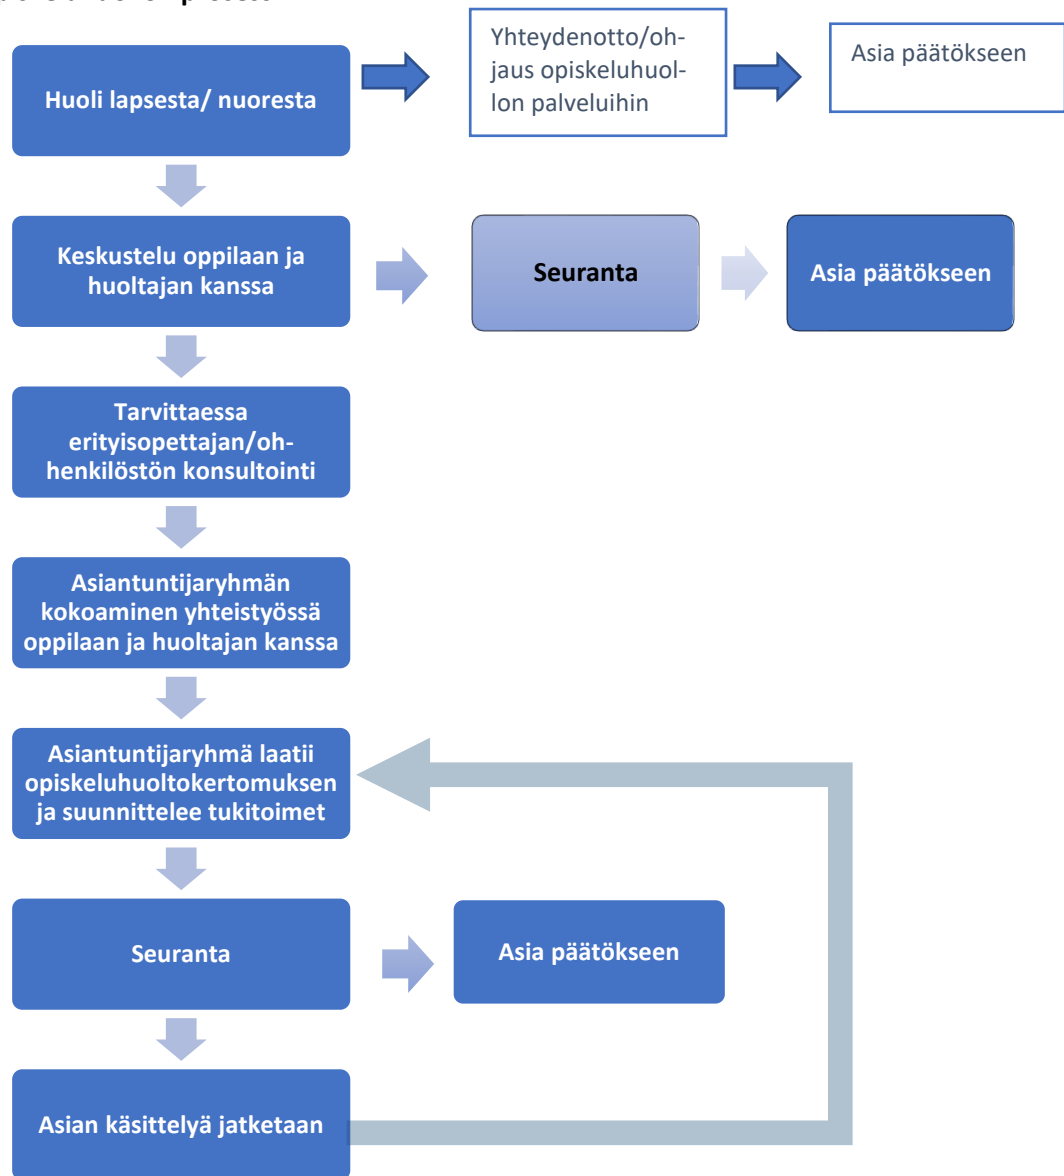 Huoli lapsesta/ nuoresta
Yhteydenotto/oh-
jaus opiskeluhuol-
lon palveluihin
Asia päätökseen
Keskustelu oppilaan ja
huoltajan kanssa
Seuranta
Asia päätökseen
Tarvittaessa
erityisopettajan/oh-
henkilöstön konsultointi
Asiantuntijaryhmän
kokoaminen yhteistyössä
oppilaan ja huoltajan kanssa
Asiantuntijaryhmä laatii
opiskeluhuoltokertomuksen
ja suunnittelee tukitoimet
Seuranta
Asia päätökseen
Asian käsittelyä jatketaan